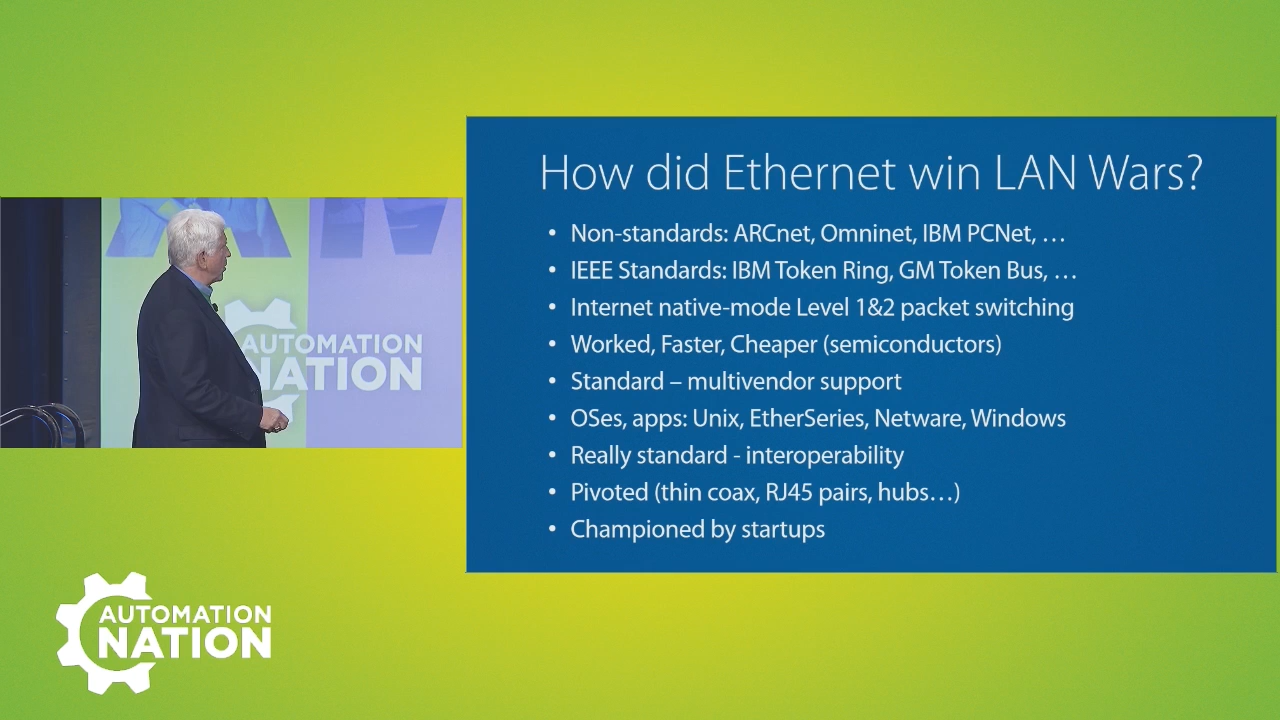 How did Ethernet win LAN Wars?
• Non-standards: ARCnet, Omninet, IBM PCNet, …
• IEEE Standards: IBM Token Ring, GM Token Bus, …
• Internet native-mode Level 1&2 packet switching
• Worked, Faster, Cheaper (semiconductors)
• Standard – multivendor support
• OSes, apps: Unix, EtherSeries, Netware, Windows
• Really standard - interoperability
• Pivoted (thin coax, RJ45 pairs, hubs…)
• Championed by startups
AUTOMATION
NATION
AUTOMATION
NATION